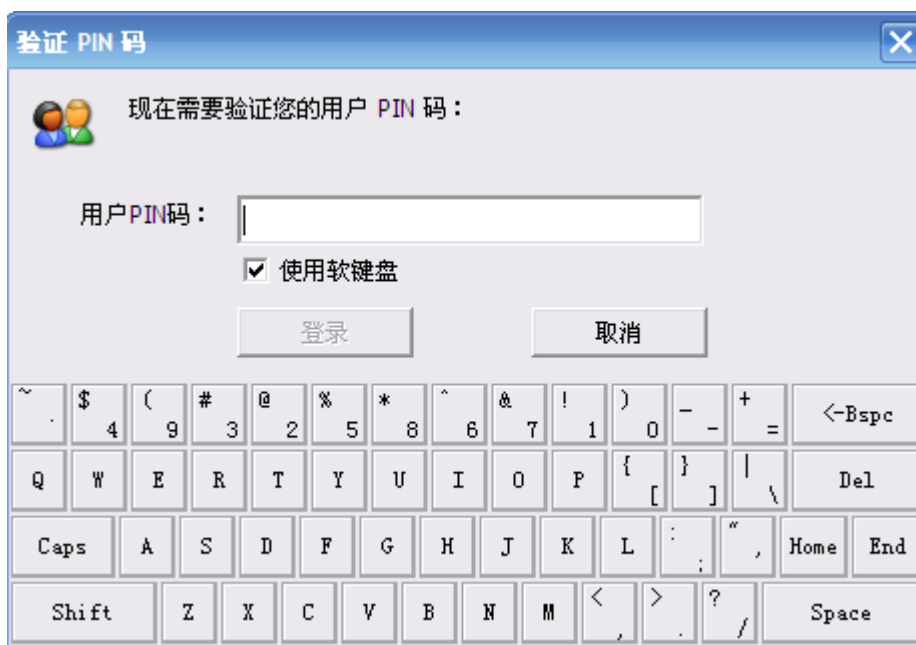 验证 PIN 码
现在需要验证您的用户 PIN 码：
用户PIN码：
使用软键盘
登录 取消
~ . $ 4 ( 9 # 3 @ 2 % 5 * 8 ^ 6 & 7 ! 1 ) 0 _ - + = <-Bspc
Q W E R T Y U I O P { [ } ] | \ Del
Caps A S D F G H J K L : ; " , Home End
Shift Z X C V B N M < , > . ? / Space